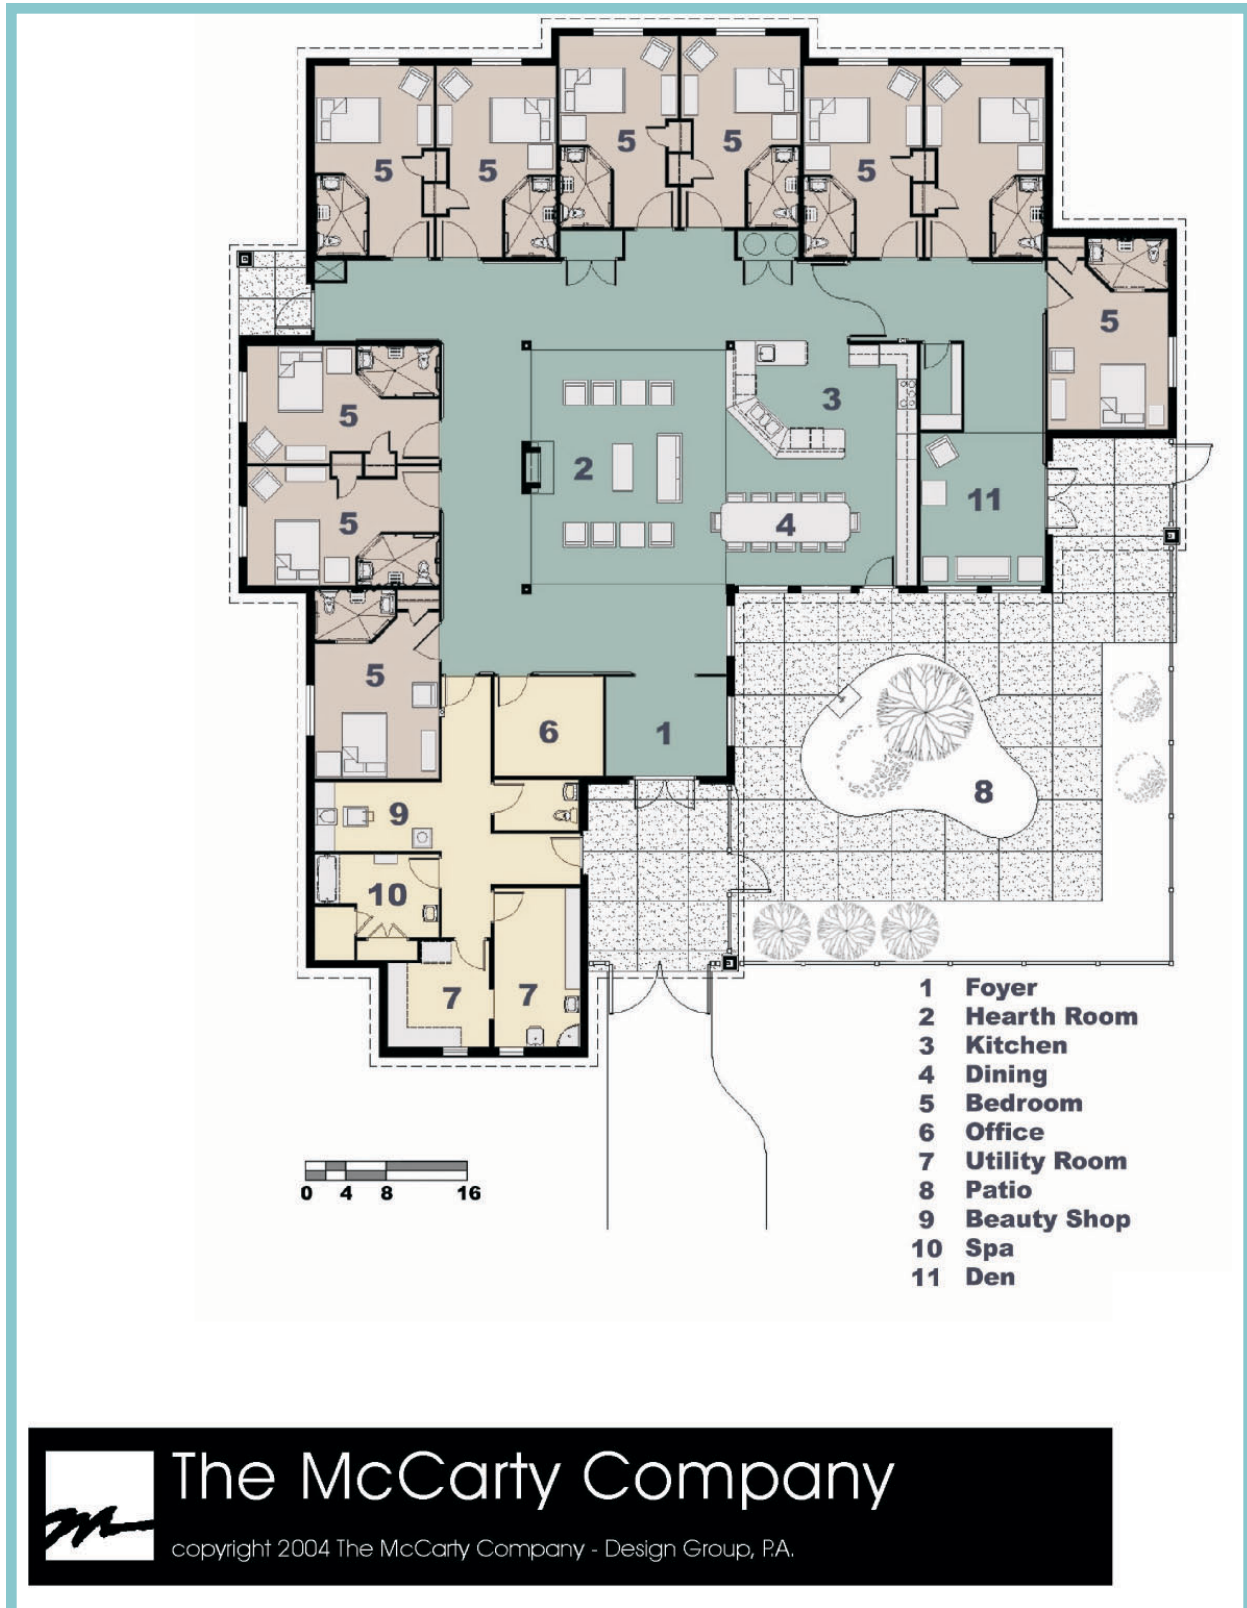 5
5
5
5
5
5
5
5
3
5
2
11
4
5
6
1
8
9
10
7
7
1 Foyer
2 Hearth Room
3 Kitchen
4 Dining
5 Bedroom
6 Office
7 Utility Room
8 Patio
9 Beauty Shop
10 Spa
11 Den
0 4 8 16
The McCarty Company
copyright 2004 The McCarty Company - Design Group, P.A.